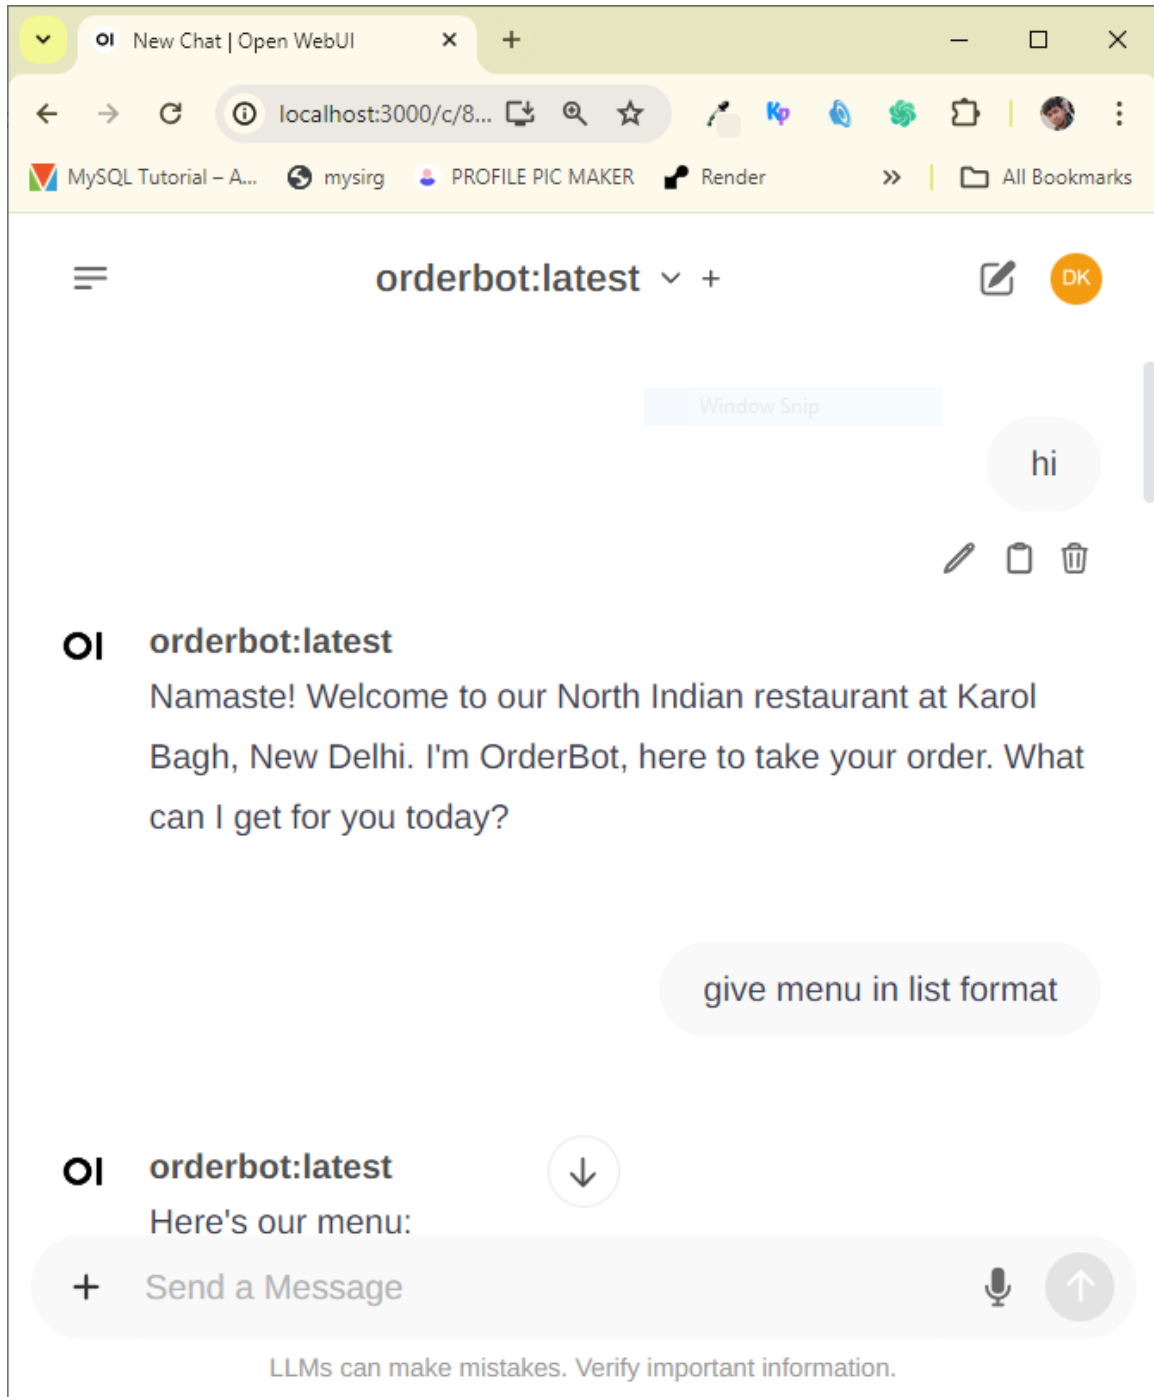 New Chat | Open WebUI
localhost:3000/c/8...
MySQL Tutorial – A... mysirg PROFILE PIC MAKER Render All Bookmarks
orderbot:latest
DK
Window Snip
hi
OI orderbot:latest
Namaste! Welcome to our North Indian restaurant at Karol
Bagh, New Delhi. I'm OrderBot, here to take your order. What
can I get for you today?
give menu in list format
OI orderbot:latest
Here's our menu:
Send a Message
LLMs can make mistakes. Verify important information.